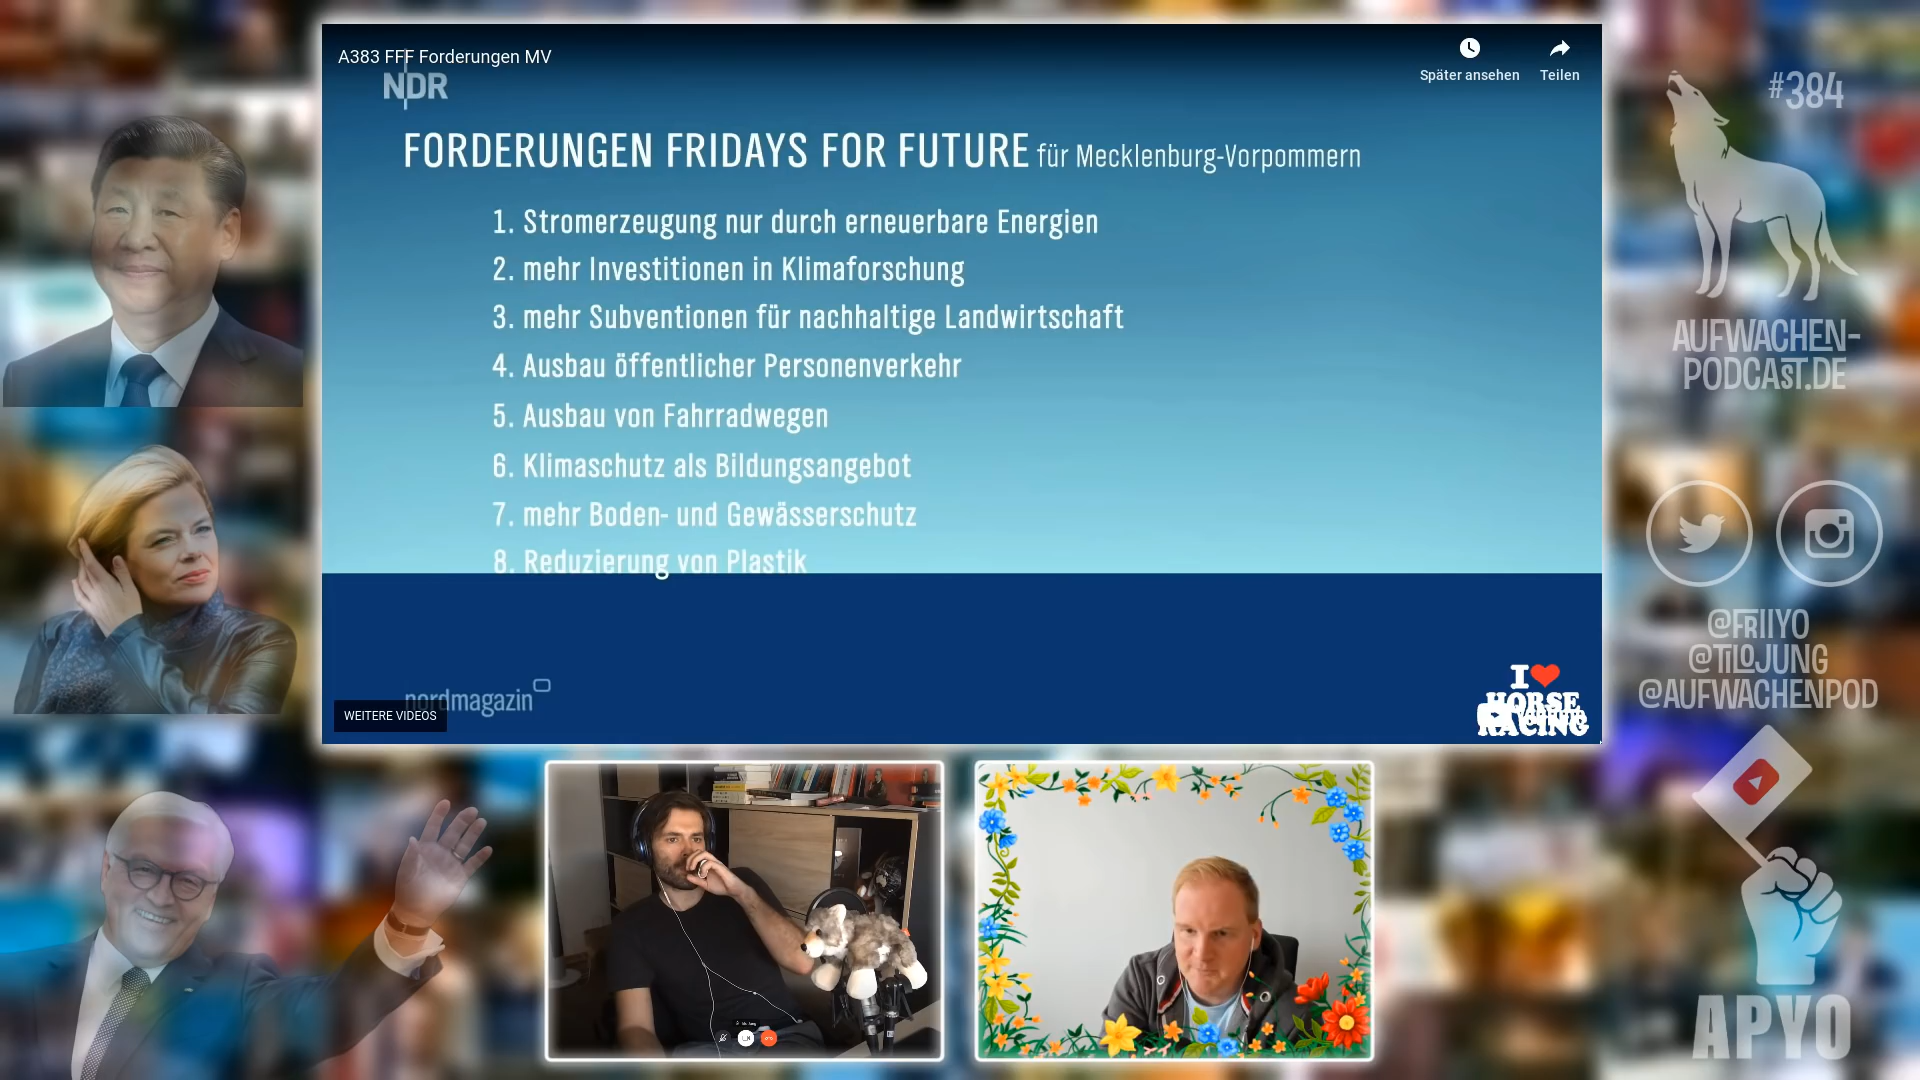 A383 FFF Forderungen MV
Später ansehen
Teilen
NDR
#384
FORDERUNGEN FRIDAYS FOR FUTURE für Mecklenburg-Vorpommern
1. Stromerzeugung nur durch erneuerbare Energien
2. mehr Investitionen in Klimaforschung
3. mehr Subventionen für nachhaltige Landwirtschaft
4. Ausbau öffentlicher Personenverkehr
5. Ausbau von Fahrradwegen
6. Klimaschutz als Bildungsangebot
7. mehr Boden- und Gewässerschutz
8. Reduzierung von Plastik
nordmagazin
WEITERE VIDEOS
I
HORSE
RACING
AUFWACHEN-
PODCAST.DE
@FRIIYO
@TILOJUNG
@AUFWACHENPOD
APYO